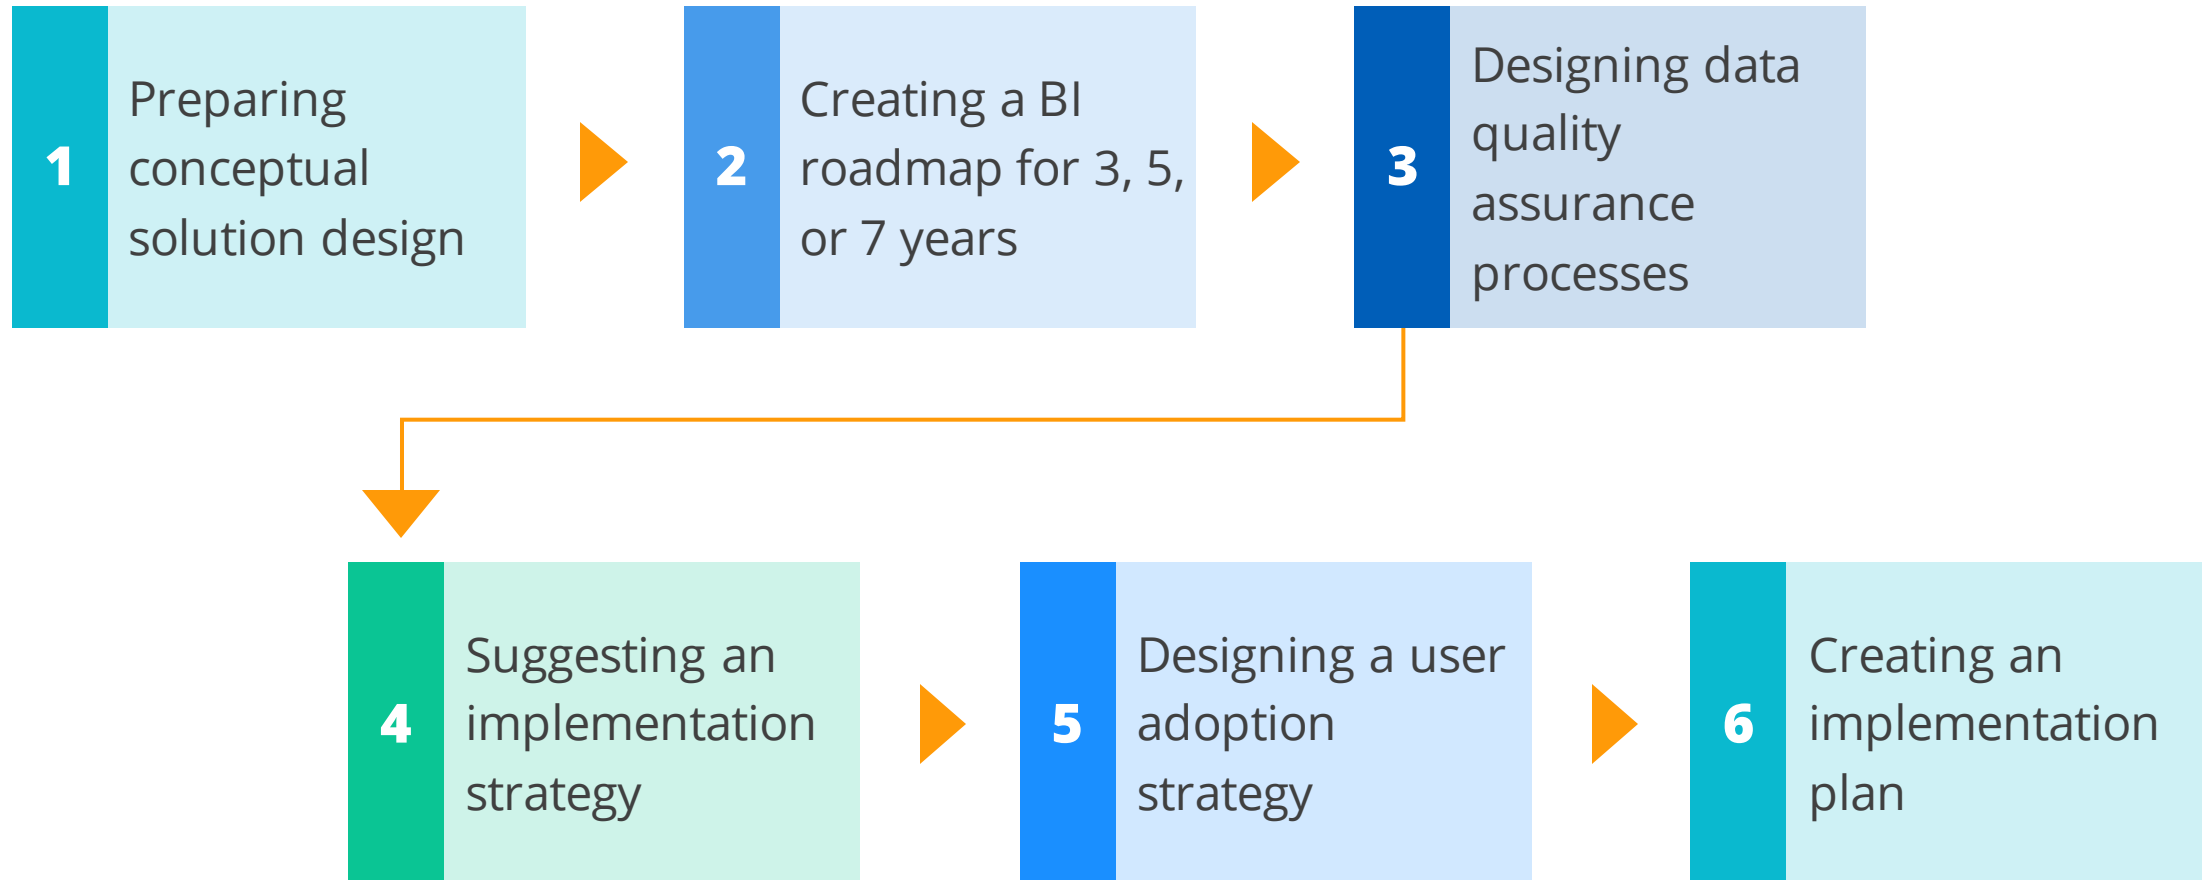 1
Preparing
conceptual
solution design
2
Creating a BI
roadmap for 3, 5,
or 7 years
3
Designing data
quality
assurance
processes
4
Suggesting an
implementation
strategy
5
Designing a user
adoption
strategy
6
Creating an
implementation
plan